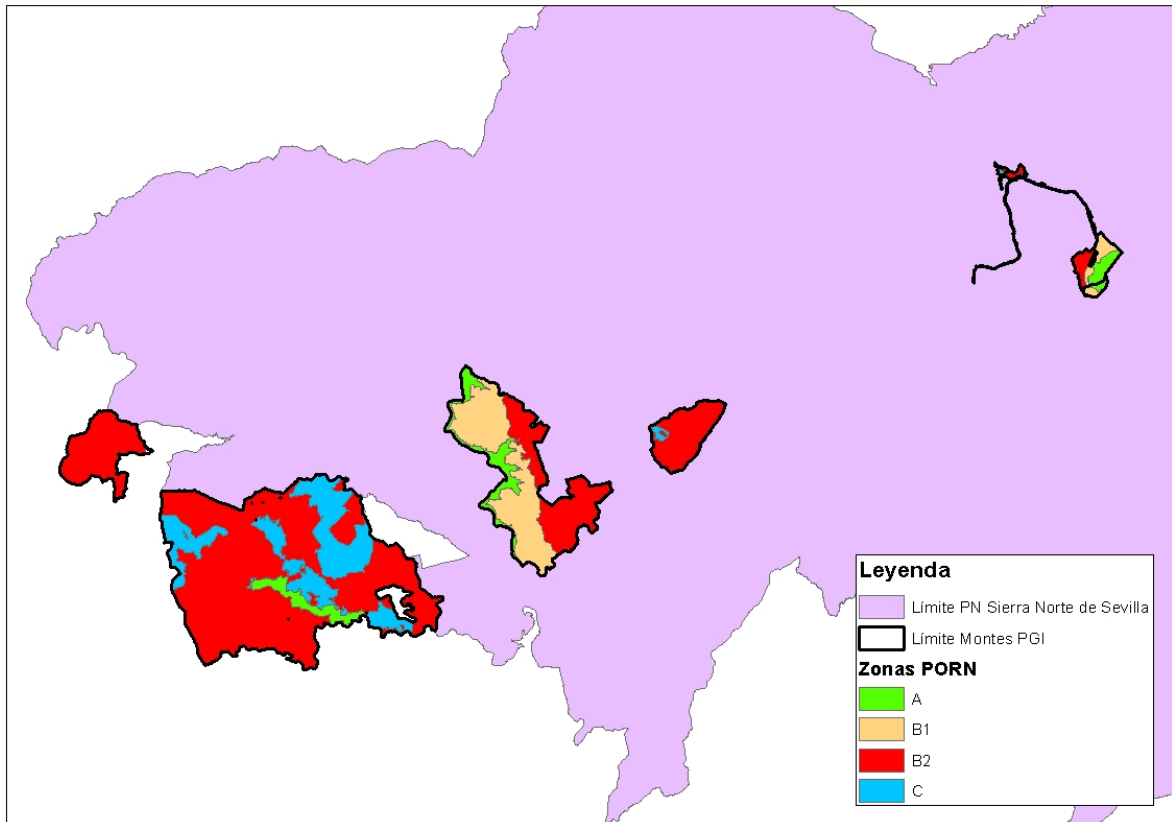 Leyenda
Límite PN Sierra Norte de Sevilla
Límite Montes PGI
Zonas PORN
A
B1
B2
C